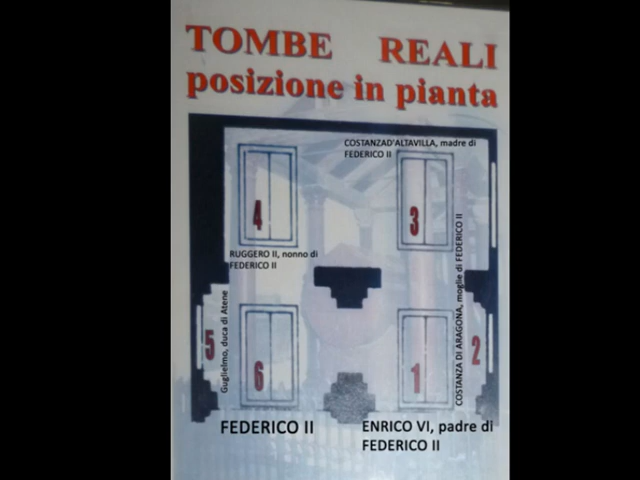 TOMBE REALI
posizione in pianta
COSTANZAD'ALTAVILLA, madre di
FEDERICO II
4
3
RUGGERO II, nonno di
FEDERICO II
Guglielmo, duca di Atene
COSTANZA DI ARAGONA, moglie di FEDERICO II
5
6
1
2
FEDERICO II
ENRICO VI, padre di
FEDERICO II